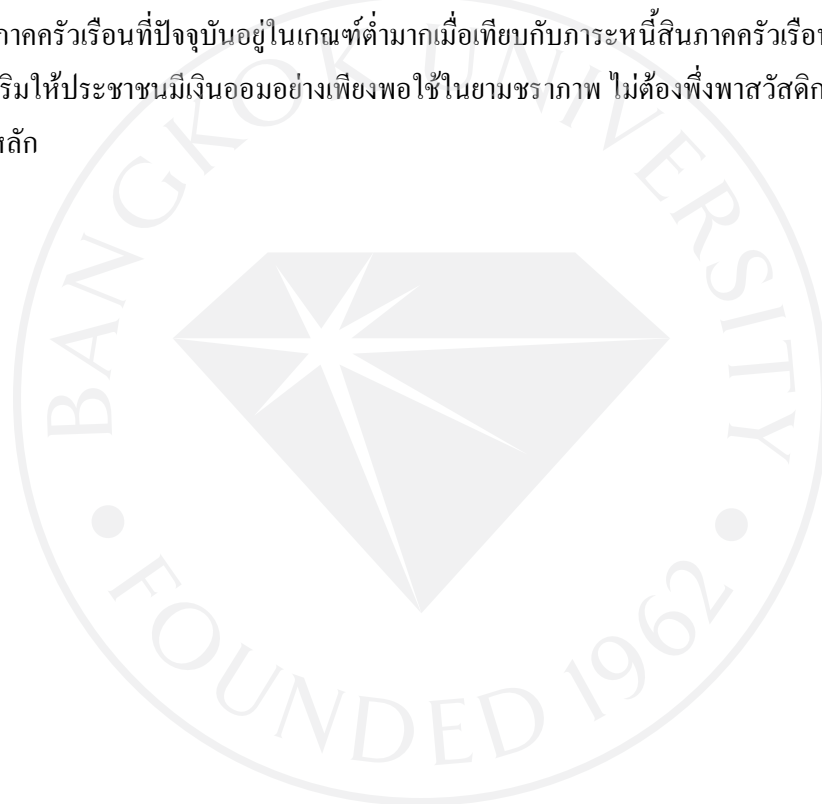 ภาคครัวเรือนที่ปัจจุบันอยู่ในเกณฑ์ต่ำมากเมื่อเทียบกับภาระหนี้สินภาคครัวเรือน
ริมให้ประชาชนมีเงินออมอย่างเพียงพอใช้ในยามชราภาพ ไม่ต้องพึ่งพาสวัสดิก
หลัก
BANGKOK UNIVERSITY
FOUNDED 1962